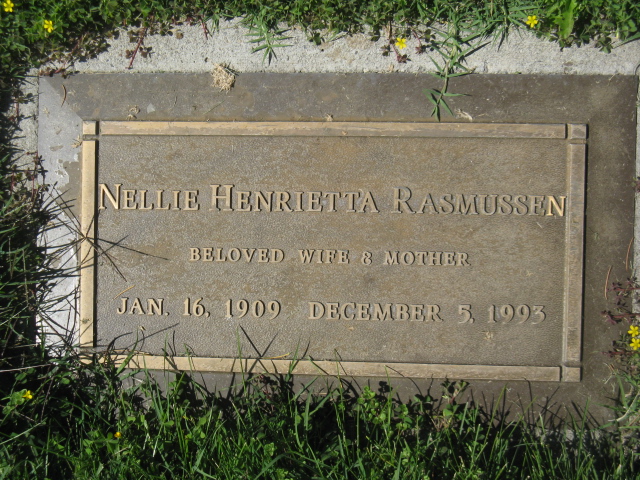 NELLIE HENRIETTA RASMUSSEN
BELOVED WIFE & MOTHER
JAN. 16, 1909 DECEMBER 5, 1993